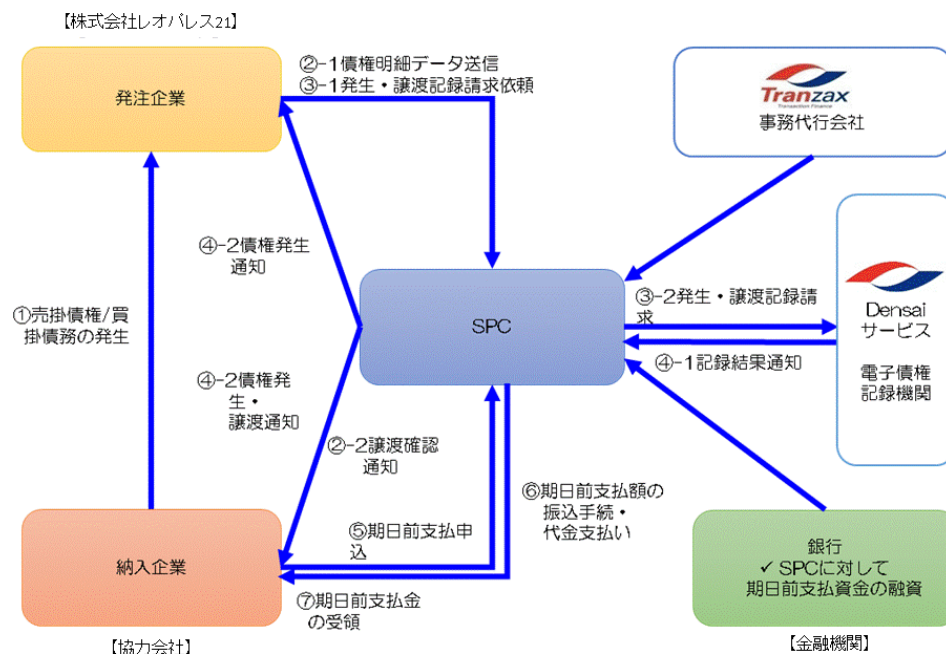 【株式会社レオパレス21】
発注企業
②-1債権明細データ送信
③-1発生・譲渡記録請求依頼
Tranzax
Transaction Finance
事務代行会社
④-2債権発生
通知
①売掛債権/買
掛債務の発生
SPC
③-2発生・譲渡記録請
求
Densai
サービス
電子債権
記録機関
④-1記録結果通知
④-2債権発
生・
譲渡通知
②-2譲渡確認
通知
⑥期日前支払額の
振込手続・
代金支払い
⑤期日前支払申
込
納入企業
⑦期日前支払金
の受領
銀行
✓ SPCに対して
期日前支払資金の融資
【協力会社】
【金融機関】